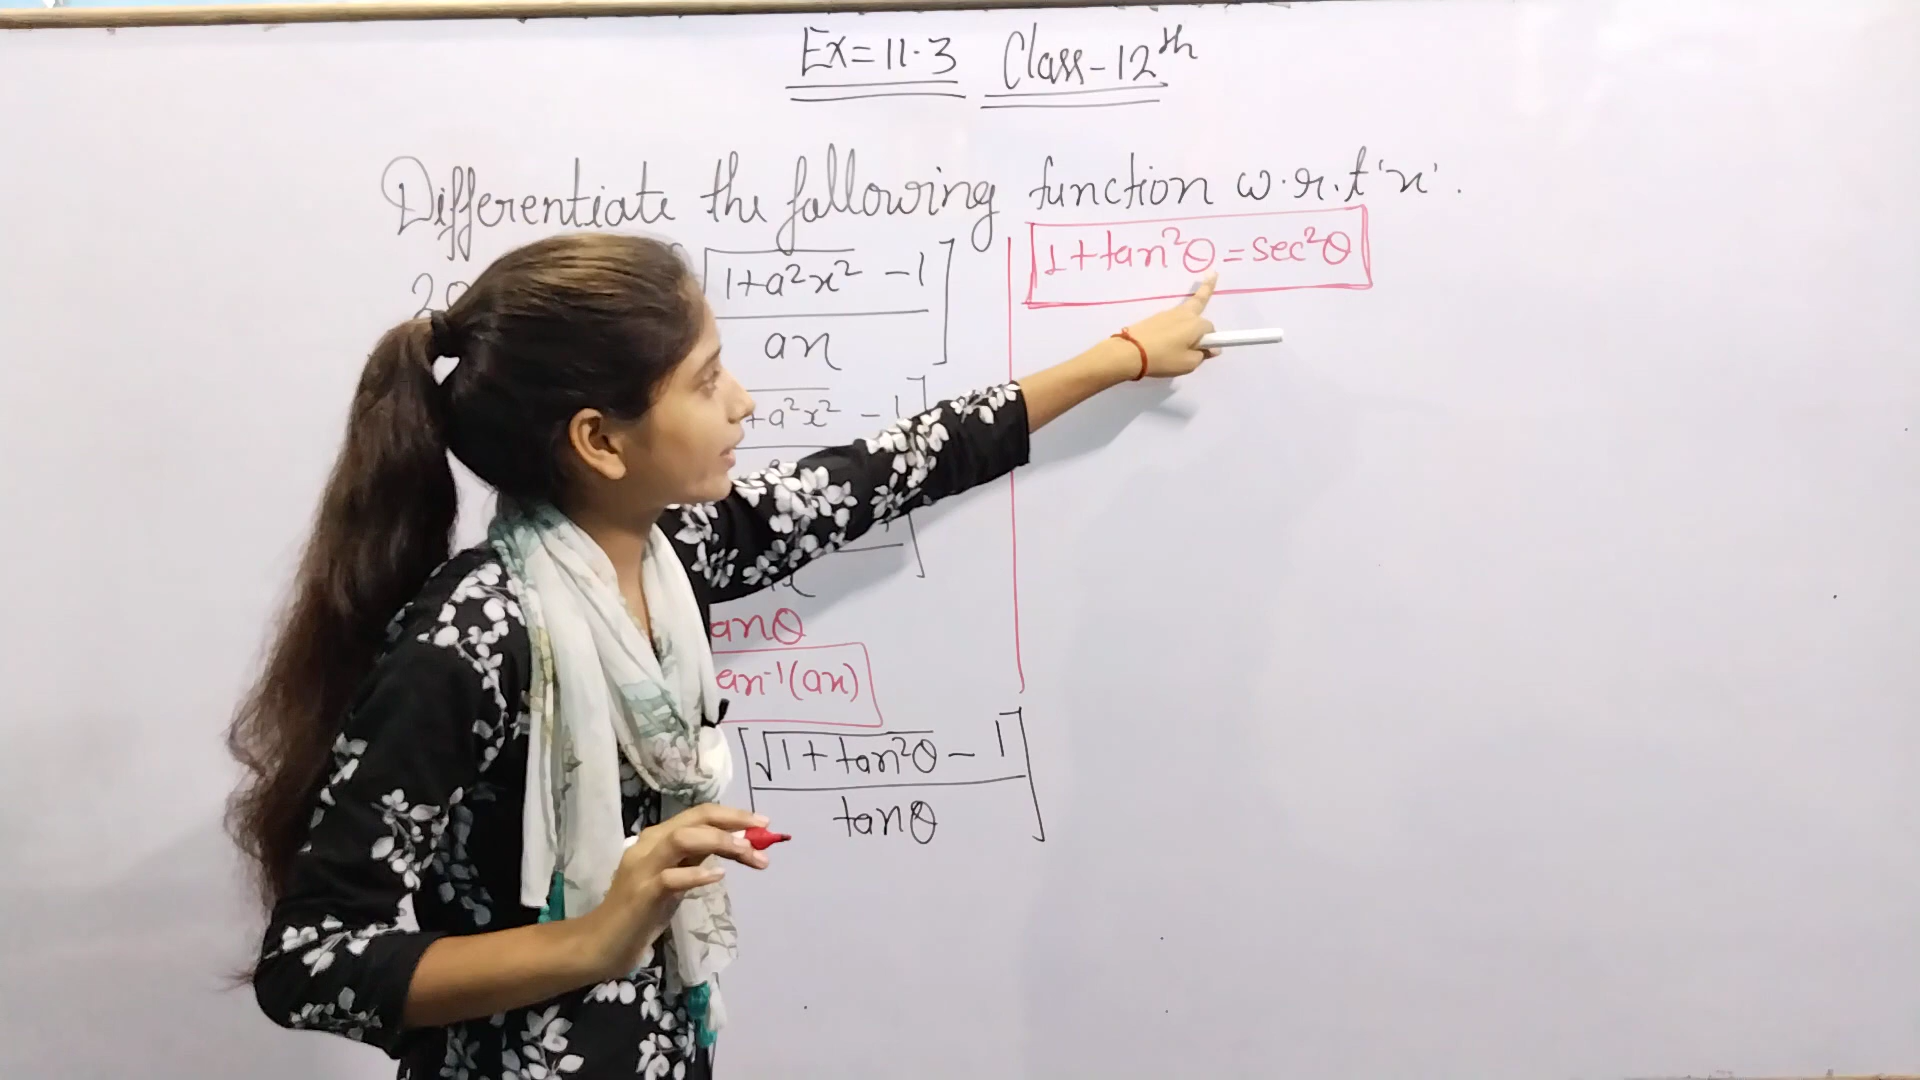 Ex=11.3 Class-12th
Differentiate the following function w.r.t 'x'.
√1+a²x² -1
ax
1+tan²θ=sec²θ
+a²x² -1
anθ
an⁻¹(ax)
[√1+tan²θ - 1]
tanθ